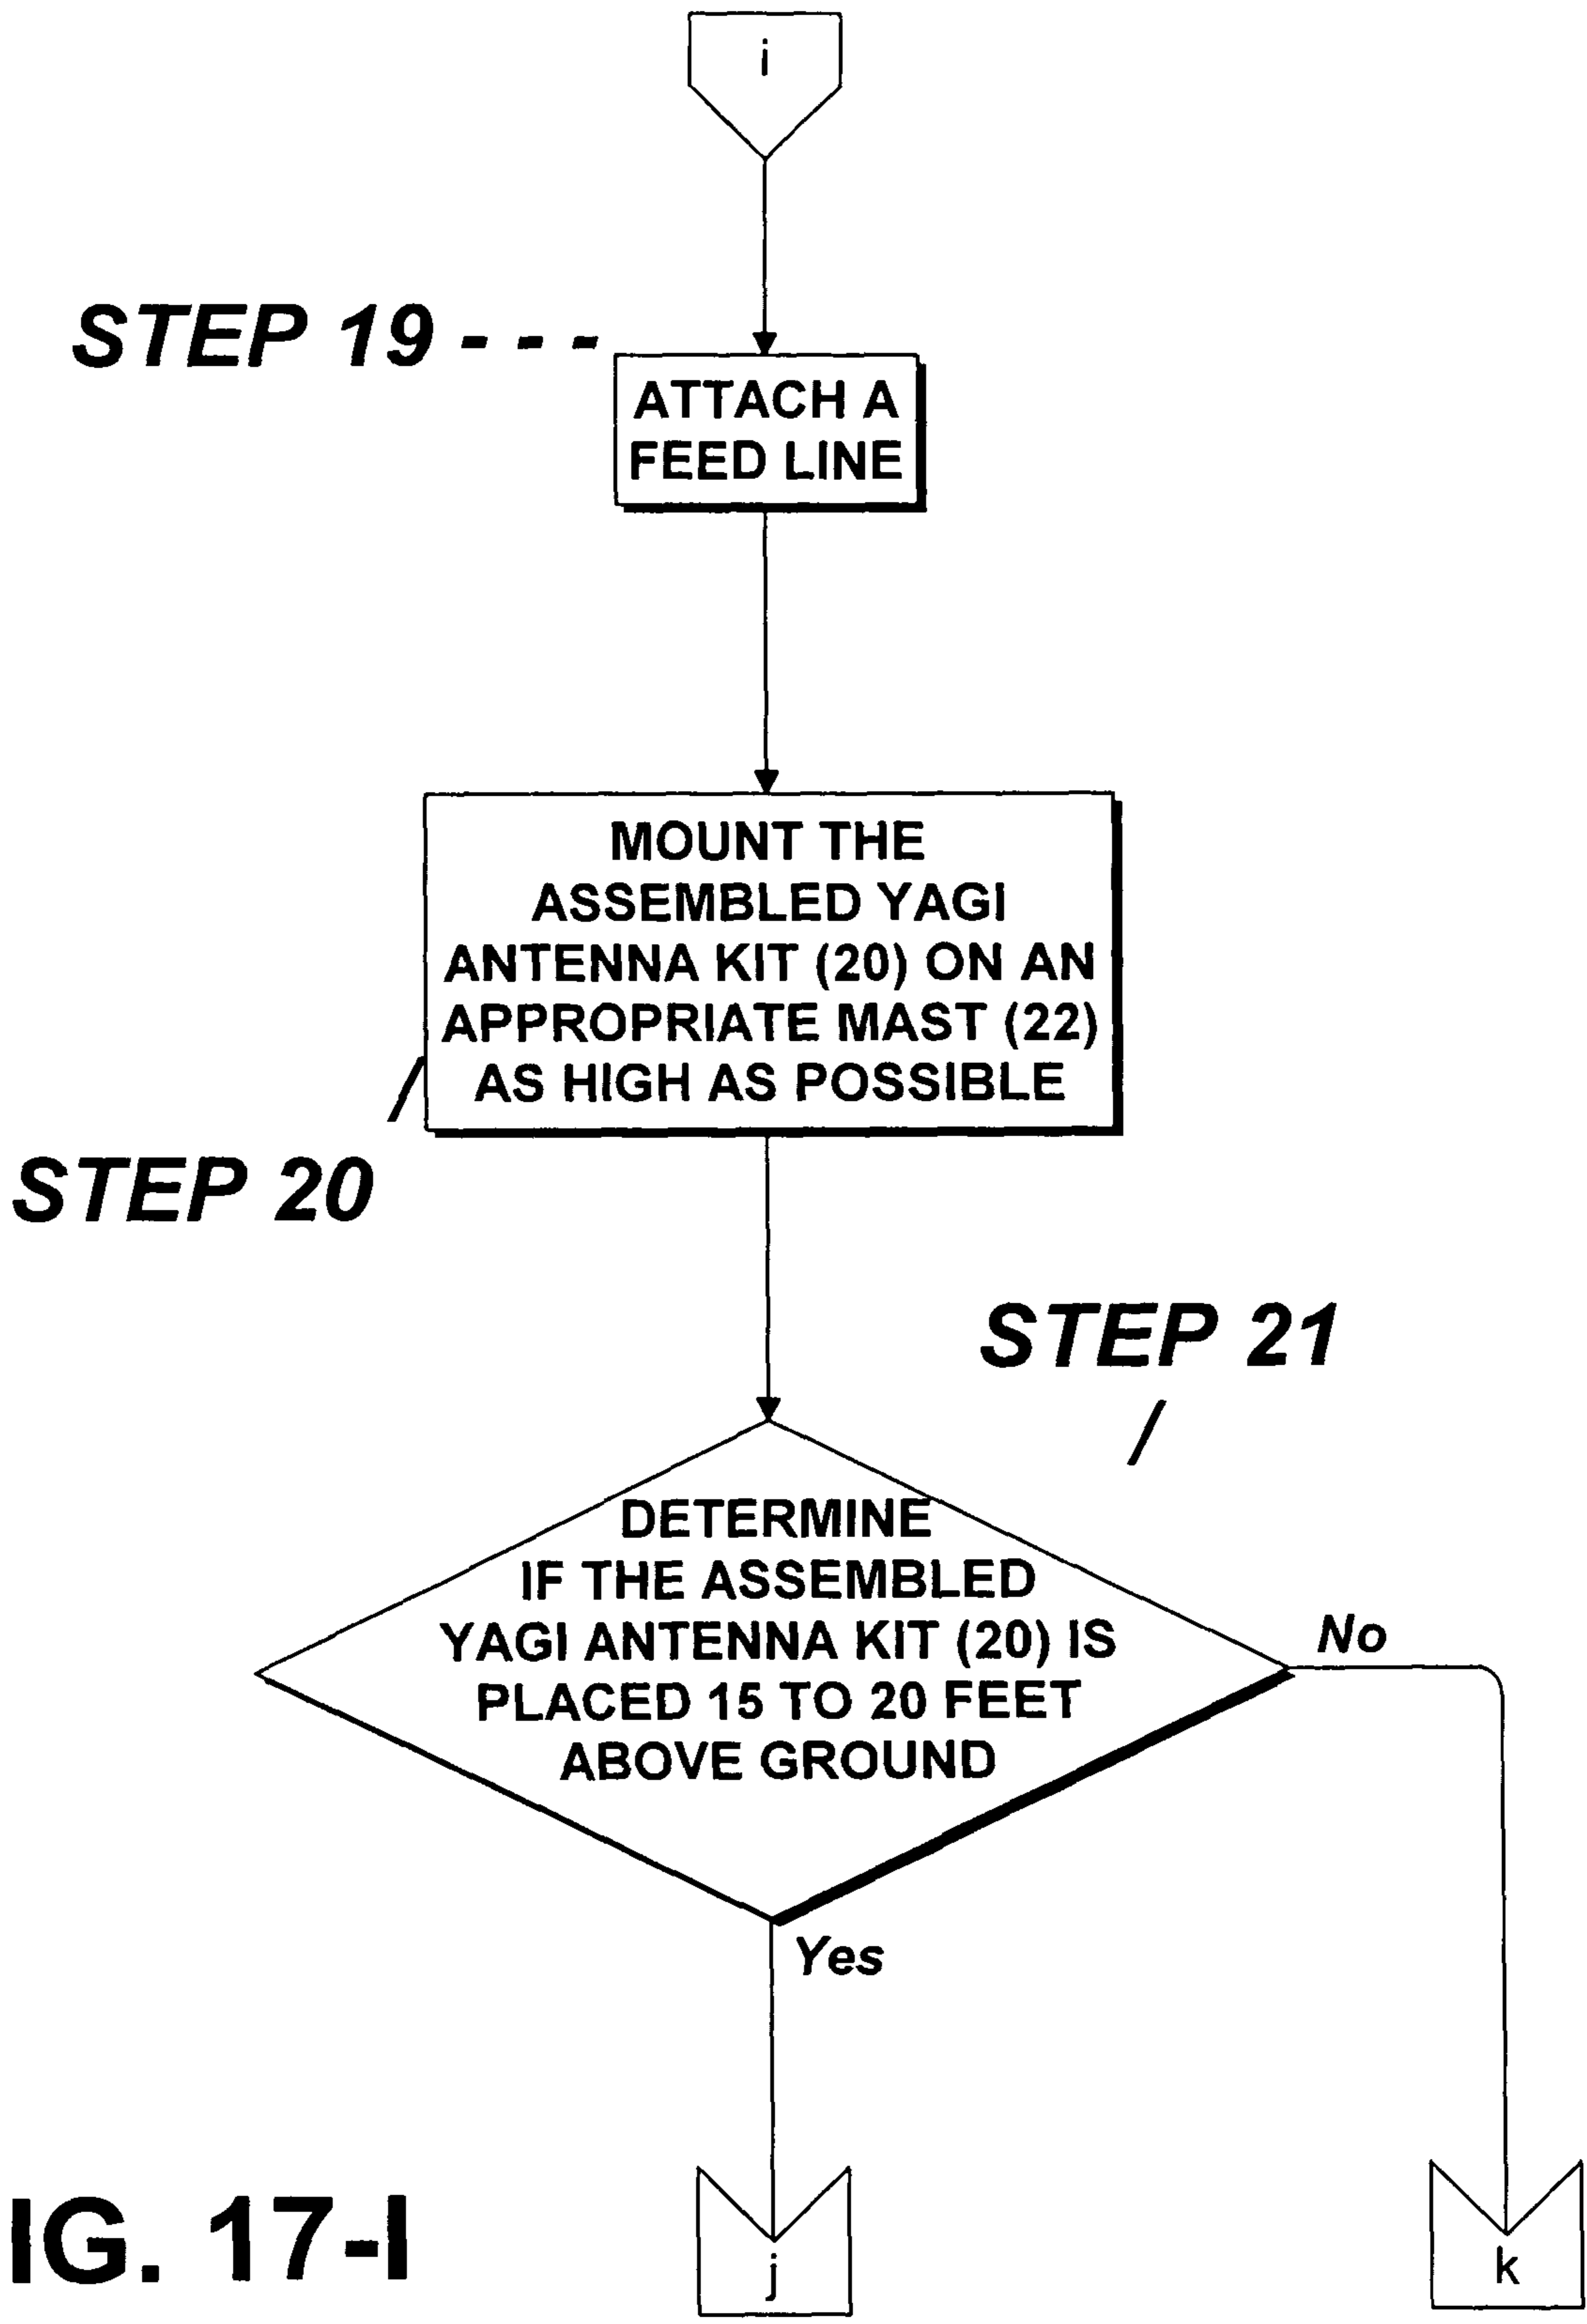 i
STEP 19 - - -
ATTACH A
FEED LINE
MOUNT THE
ASSEMBLED YAGI
ANTENNA KIT (20) ON AN
APPROPRIATE MAST (22)
AS HIGH AS POSSIBLE
STEP 20
STEP 21
DETERMINE
IF THE ASSEMBLED
YAGI ANTENNA KIT (20) IS
PLACED 15 TO 20 FEET
ABOVE GROUND
No
Yes
IG. 17-I
j
k